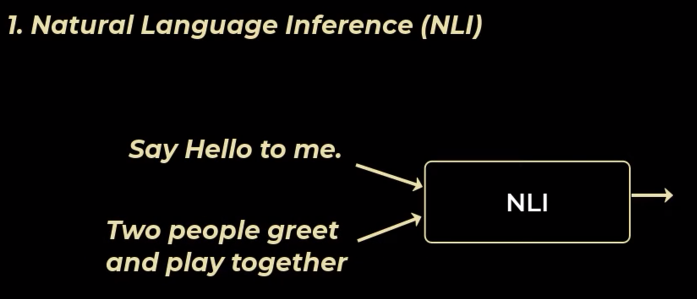 1. Natural Language Inference (NLI)
Say Hello to me.
NLI
Two people greet
and play together